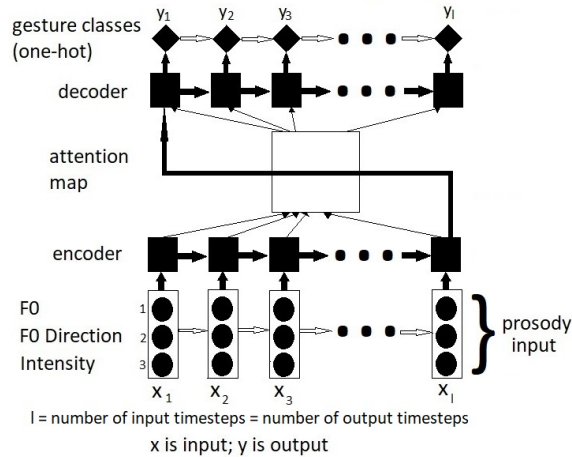 gesture classes
(one-hot)
y1 y2 y3 yl
decoder
attention
map
encoder
F0 1
F0 Direction 2
Intensity 3
prosody
input
x1 x2 x3 xl
l = number of input timesteps = number of output timesteps
x is input; y is output